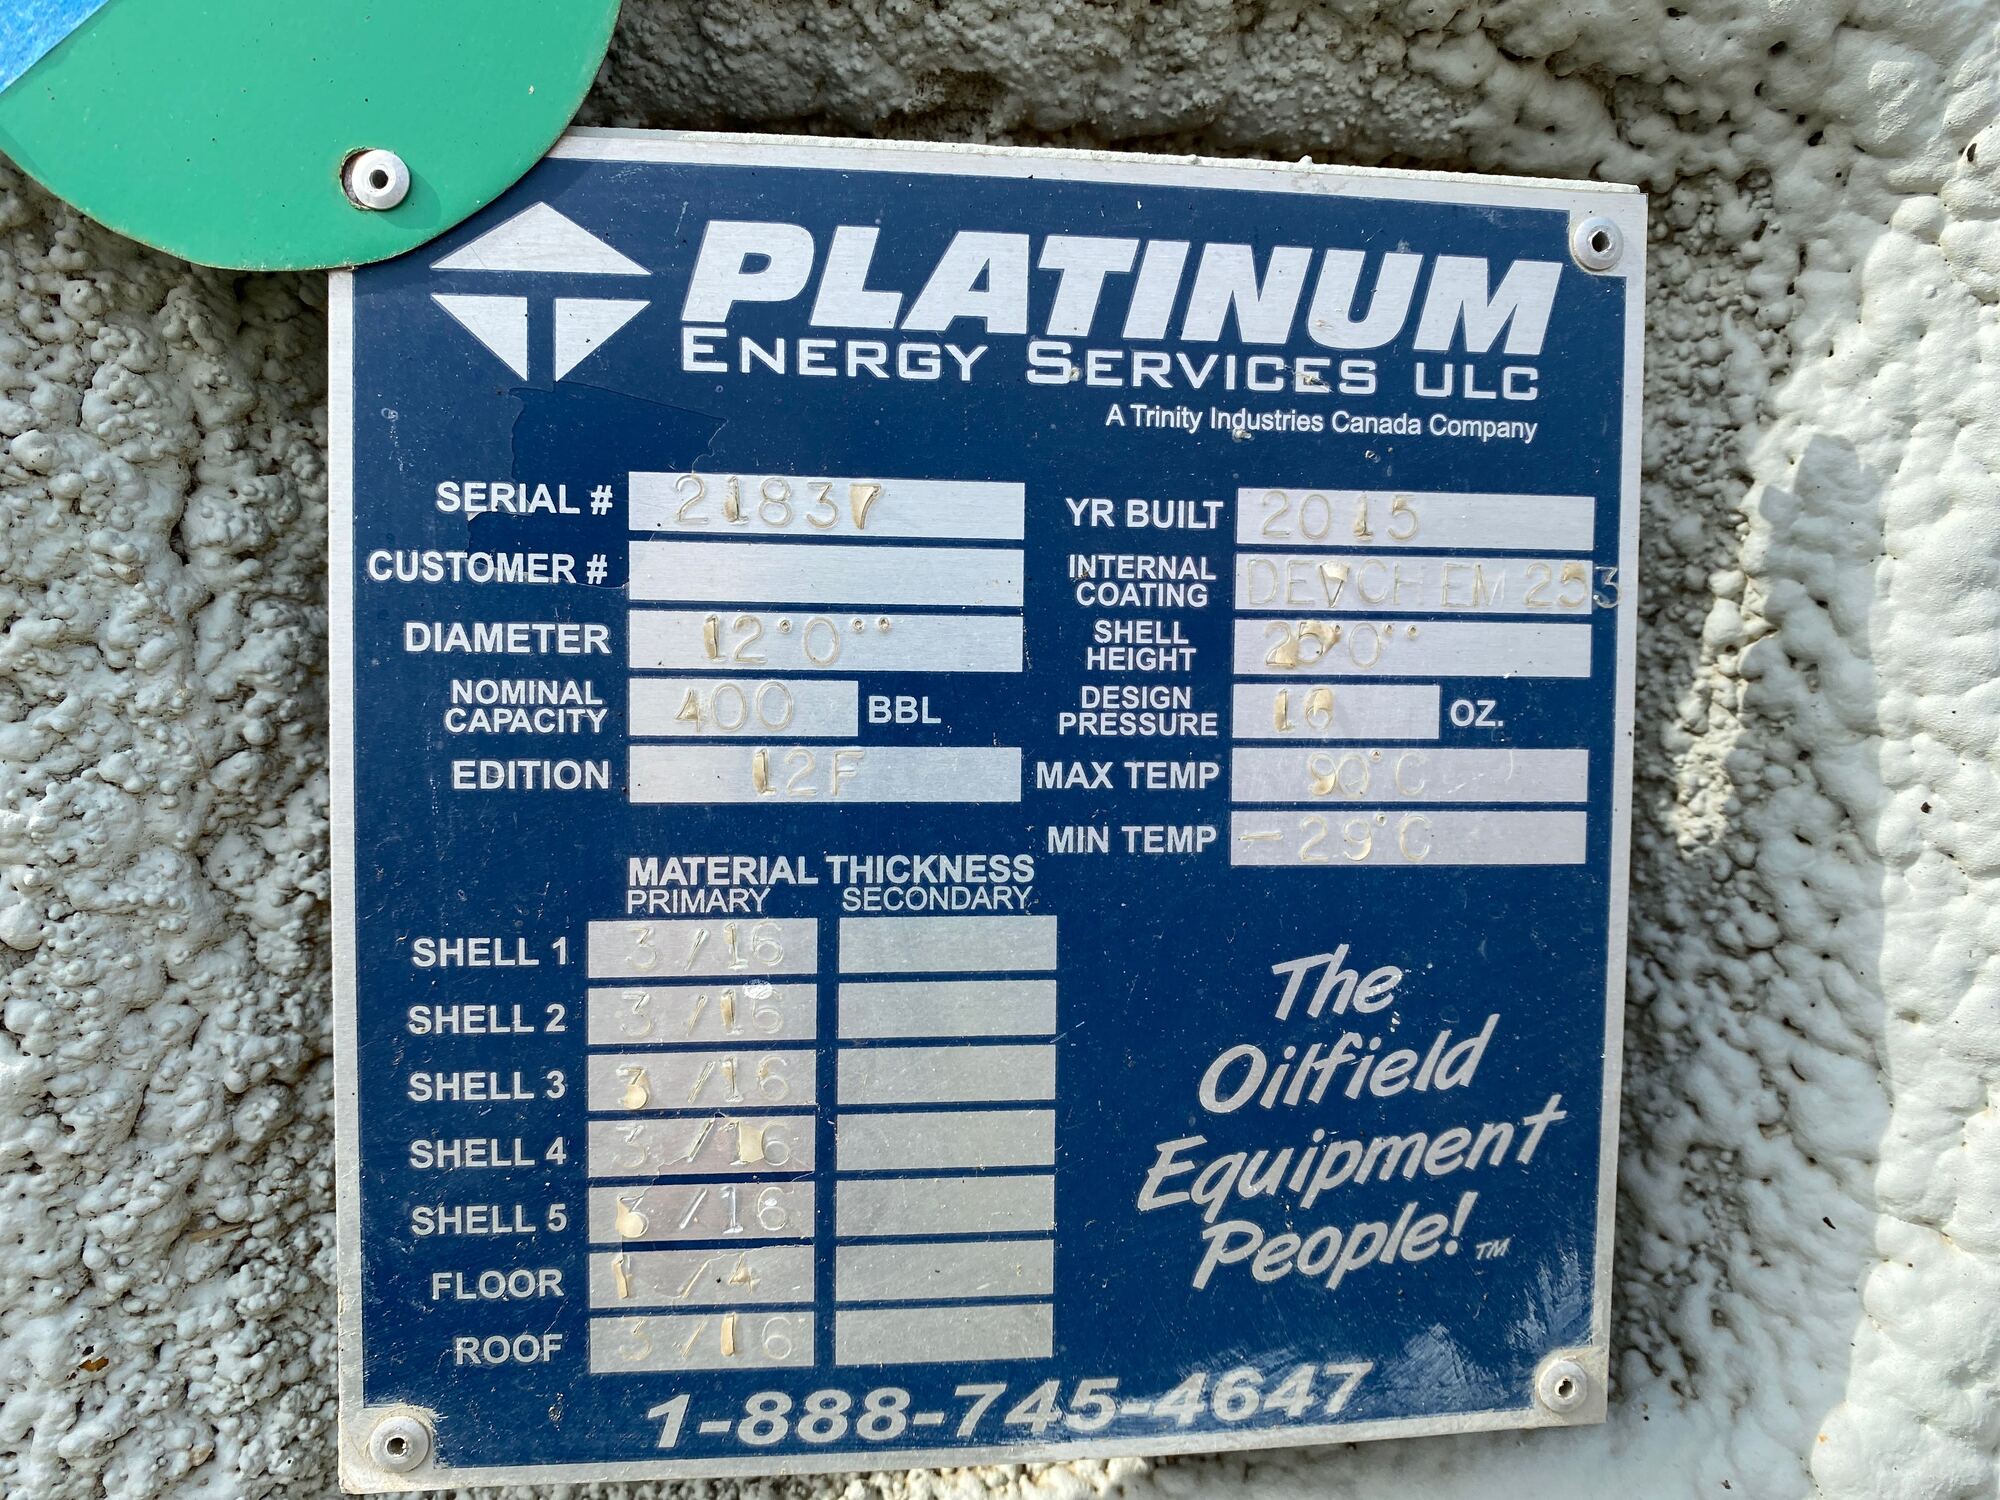 PLATINUM
ENERGY SERVICES ULC
A Trinity Industries Canada Company
SERIAL # 21837
CUSTOMER #
DIAMETER 12°0°°
NOMINAL CAPACITY 400 BBL
EDITION 12F
YR BUILT 2015
INTERNAL COATING DEVCHEM 253
SHELL HEIGHT 25°0°°
DESIGN PRESSURE 16 OZ.
MAX TEMP 90°C
MIN TEMP -29°C
MATERIAL THICKNESS
PRIMARY SECONDARY
SHELL 1 3/16
SHELL 2 3/16
SHELL 3 3/16
SHELL 4 3/16
SHELL 5 3/16
FLOOR 1/4
ROOF 3/16
The
Oilfield
Equipment
People!™
1-888-745-4647